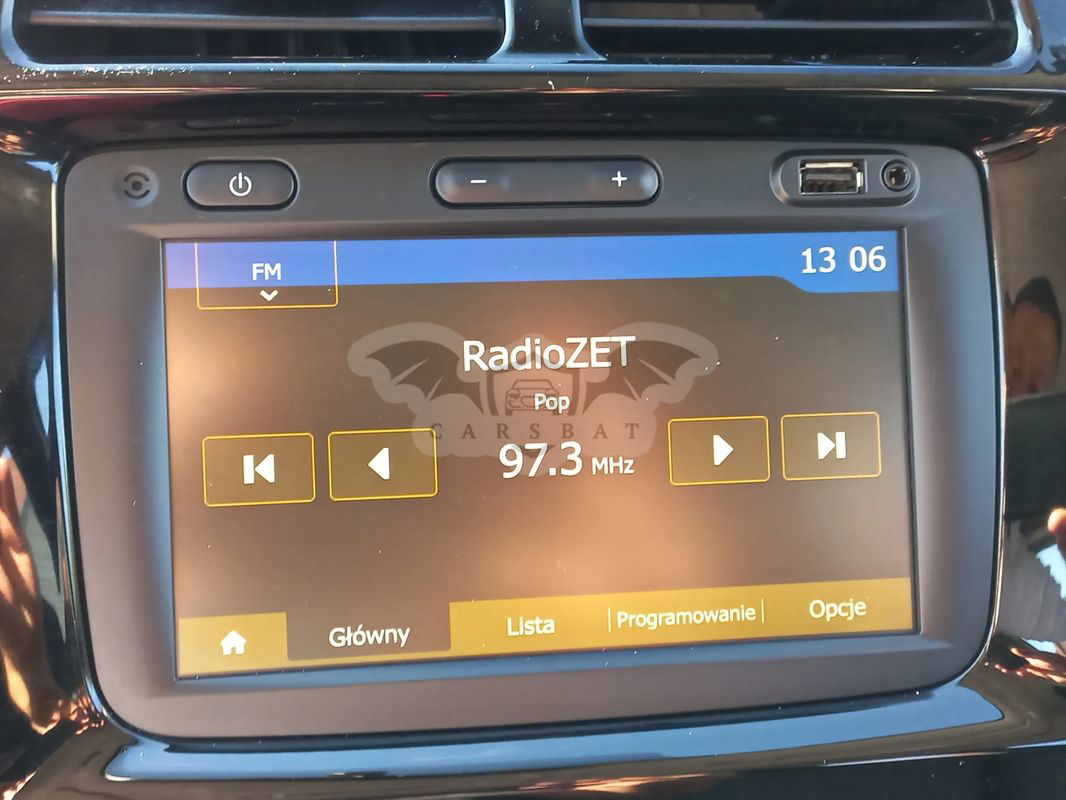 FM
13 06
RadioZET
Pop
CARSBAT
97.3 MHz
Główny
Lista
Programowanie
Opcje